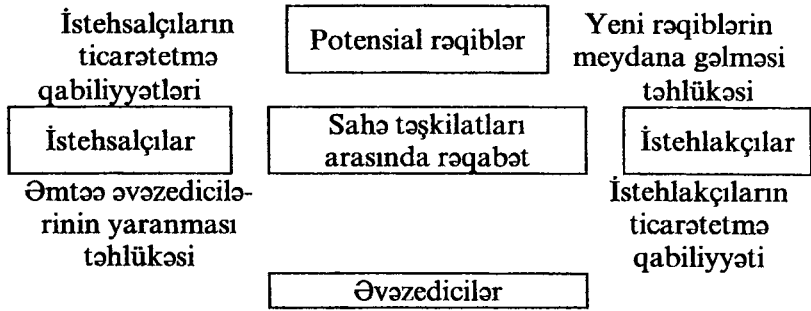 İstehsalçıların
ticarətetmə
qabiliyyətləri
Potensial rəqiblər
Yeni rəqiblərin
meydana gəlməsi
təhlükəsi
İstehsalçılar
Sahə təşkilatları
arasında rəqabət
İstehlakçılar
Əmtəə əvəzedicilə-
rinin yaranması
təhlükəsi
İstehlakçıların
ticarətetmə
qabiliyyəti
Əvəzedicilər